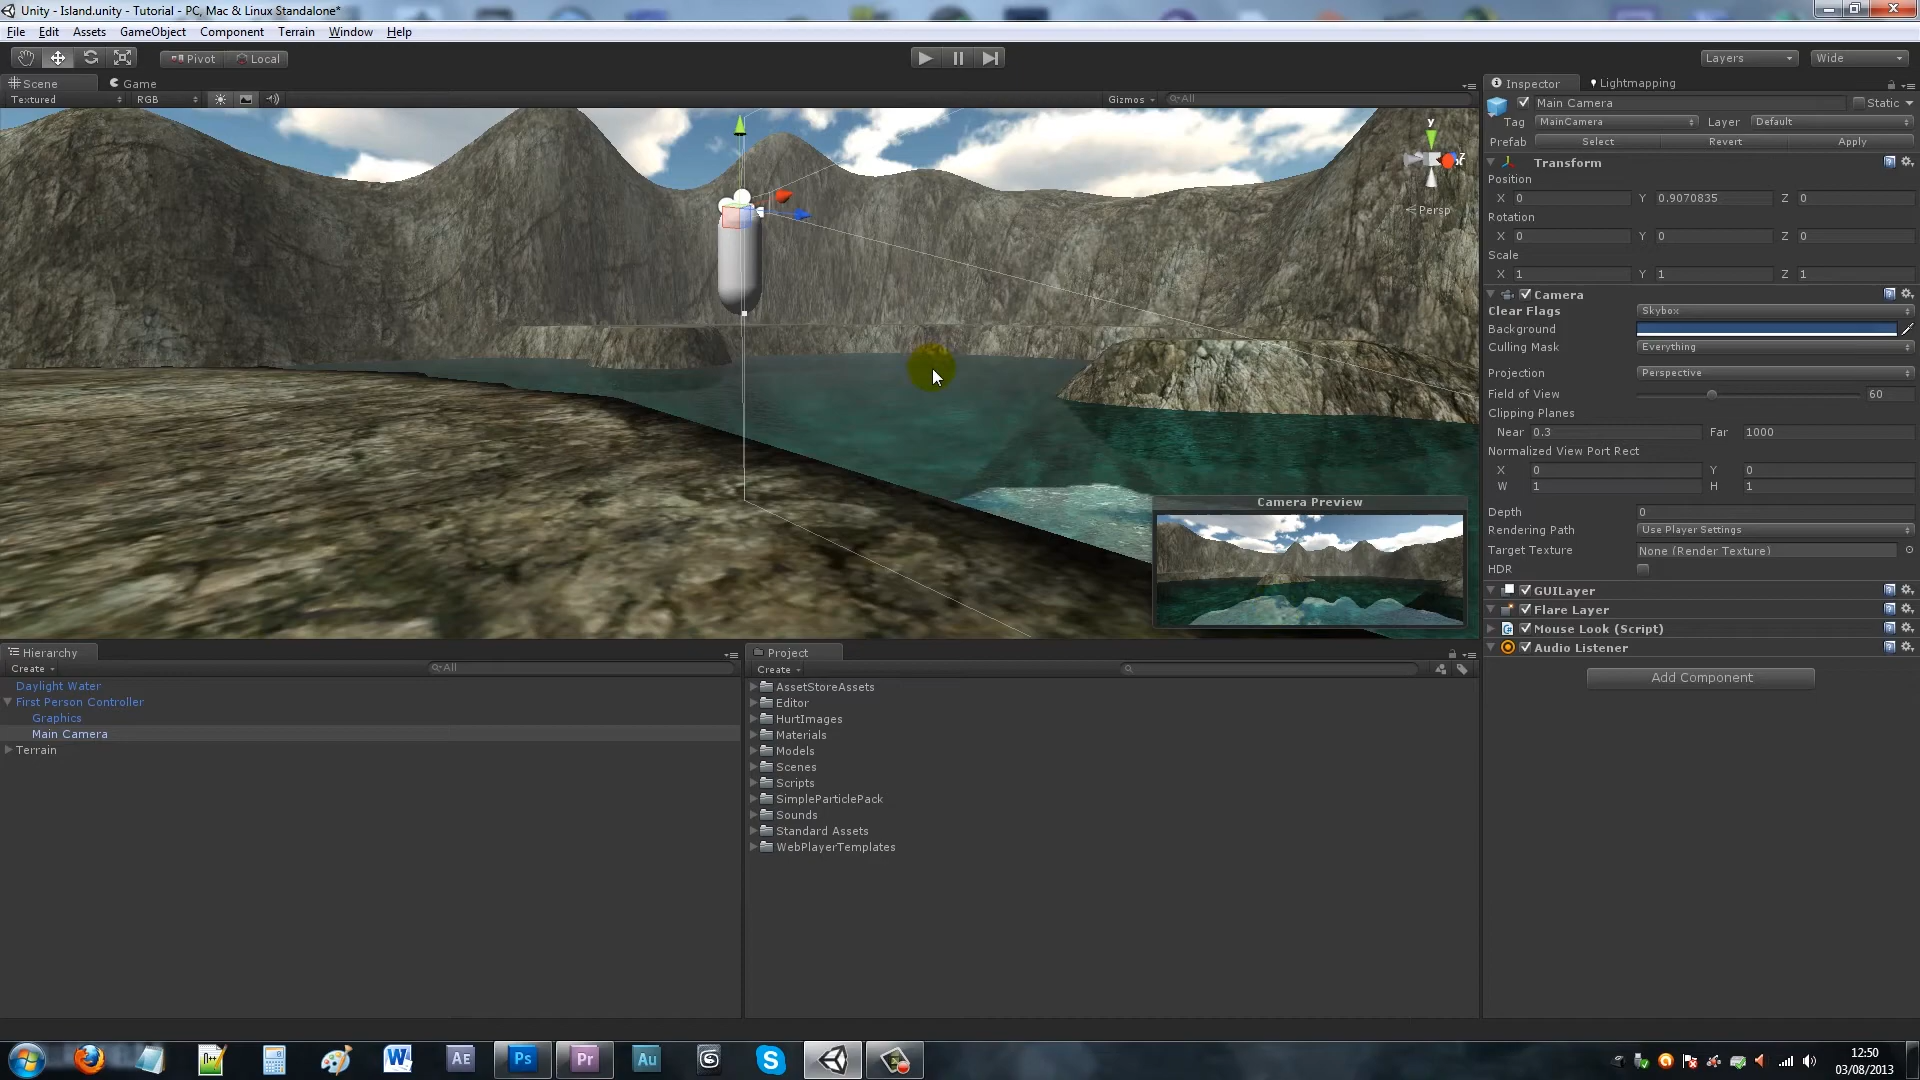 Unity - Island.unity - Tutorial - PC, Mac & Linux Standalone*
File Edit Assets GameObject Component Terrain Window Help
Pivot Local Layers Wide
Scene Game
Textured RGB Gizmos All
y
z
Persp
Camera Preview
Inspector Lightmapping
Main Camera Static
Tag MainCamera Layer Default
Prefab Select Revert Apply
Transform
Position
X 0 Y 0.9070835 Z 0
Rotation
X 0 Y 0 Z 0
Scale
X 1 Y 1 Z 1
Camera
Clear Flags Skybox
Background
Culling Mask Everything
Projection Perspective
Field of View 60
Clipping Planes
Near 0.3 Far 1000
Normalized View Port Rect
X 0 Y 0
W 1 H 1
Depth 0
Rendering Path Use Player Settings
Target Texture None (Render Texture)
HDR
GUILayer
Flare Layer
Mouse Look (Script)
Audio Listener
Add Component
Hierarchy
Create All
Daylight Water
First Person Controller
Graphics
Main Camera
Terrain
Project
Create
AssetStoreAssets
Editor
HurtImages
Materials
Models
Scenes
Scripts
SimpleParticlePack
Sounds
Standard Assets
WebPlayerTemplates
W AE Ps Pr Au S
12:50
03/08/2013